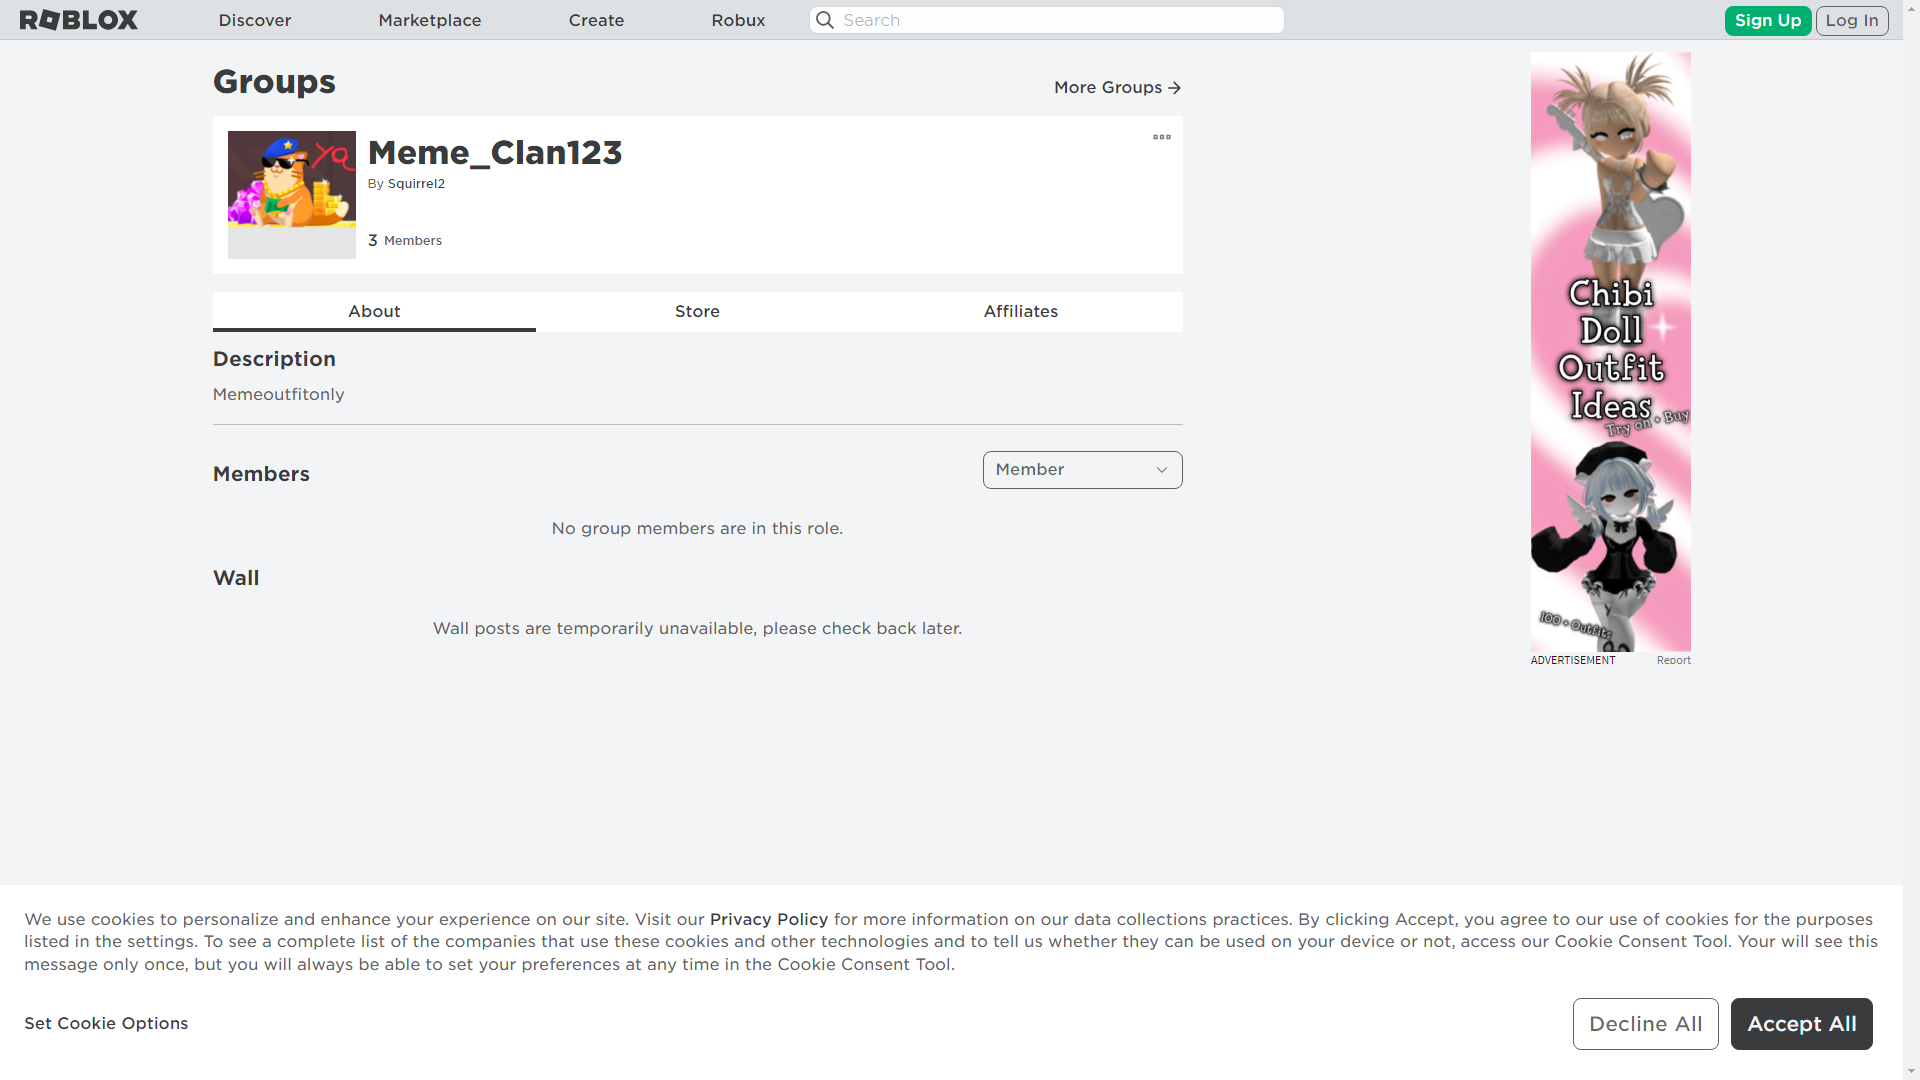 ROBLOX Discover Marketplace Create Robux Search Sign Up Log In
Groups
More Groups
Meme_Clan123
By Squirrel2
3 Members
About Store Affiliates
Description
Memeoutfitonly
Members
Member
No group members are in this role.
Wall
Wall posts are temporarily unavailable, please check back later.
Chibi
Doll
Outfit
Ideas
Try on + Buy
100 + Outfits
ADVERTISEMENT Report
We use cookies to personalize and enhance your experience on our site. Visit our Privacy Policy for more information on our data collections practices. By clicking Accept, you agree to our use of cookies for the purposes
listed in the settings. To see a complete list of the companies that use these cookies and other technologies and to tell us whether they can be used on your device or not, access our Cookie Consent Tool. Your will see this
message only once, but you will always be able to set your preferences at any time in the Cookie Consent Tool.
Set Cookie Options
Decline All
Accept All